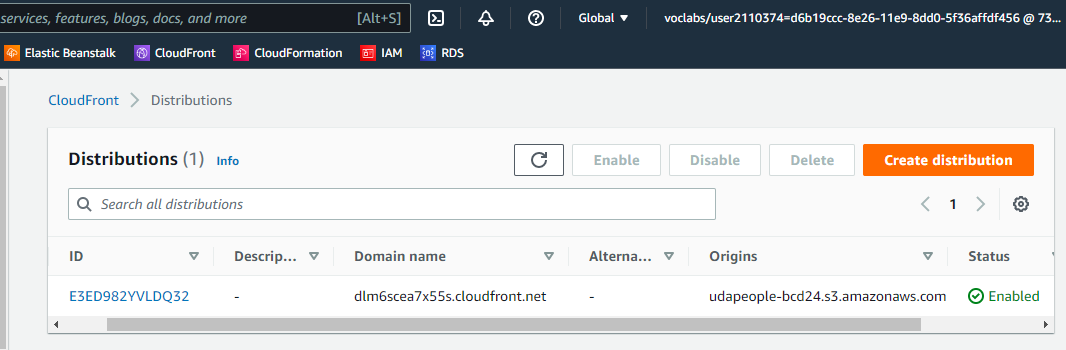 services, features, blogs, docs, and more [Alt+S] Global ▼ voclabs/user2110374=d6b19ccc-8e26-11e9-8dd0-5f36affdf456 @ 73...
Elastic Beanstalk CloudFront CloudFormation IAM RDS
CloudFront > Distributions
Distributions (1) Info Enable Disable Delete Create distribution
Search all distributions < 1 >
ID Descrip... Domain name Alterna... Origins Status
E3ED982YVLDQ32 - dlm6scea7x55s.cloudfront.net - udapeople-bcd24.s3.amazonaws.com Enabled